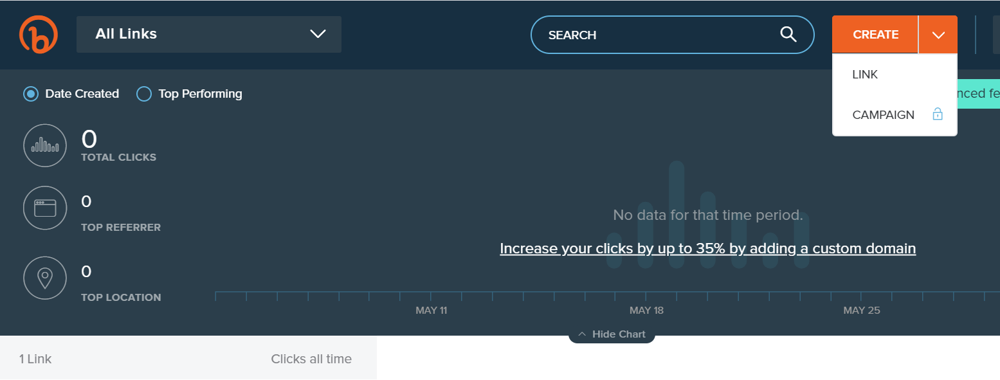 All Links
SEARCH
CREATE
LINK
CAMPAIGN
nced fe
Date Created
Top Performing
0
TOTAL CLICKS
0
TOP REFERRER
0
TOP LOCATION
No data for that time period.
Increase your clicks by up to 35% by adding a custom domain
MAY 11
MAY 18
MAY 25
Hide Chart
1 Link
Clicks all time